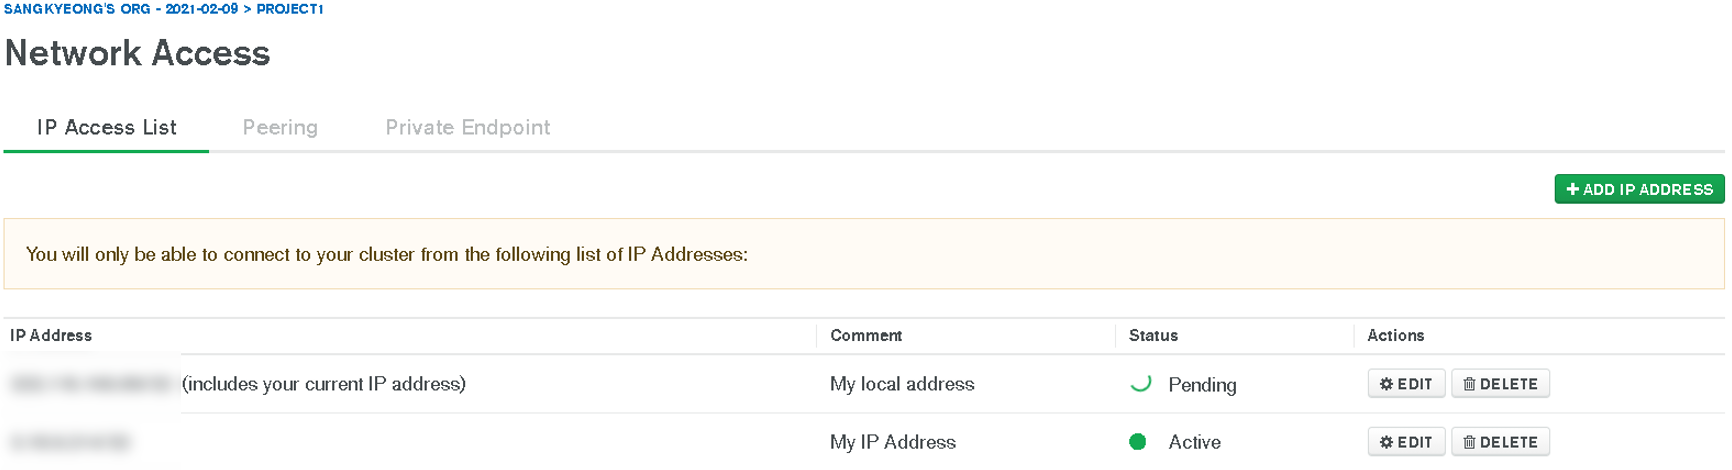 SANGKYEONG'S ORG - 2021-02-09 > PROJECT1
Network Access
IP Access List Peering Private Endpoint
+ ADD IP ADDRESS
You will only be able to connect to your cluster from the following list of IP Addresses:
IP Address Comment Status Actions
(includes your current IP address) My local address Pending EDIT DELETE
My IP Address Active EDIT DELETE